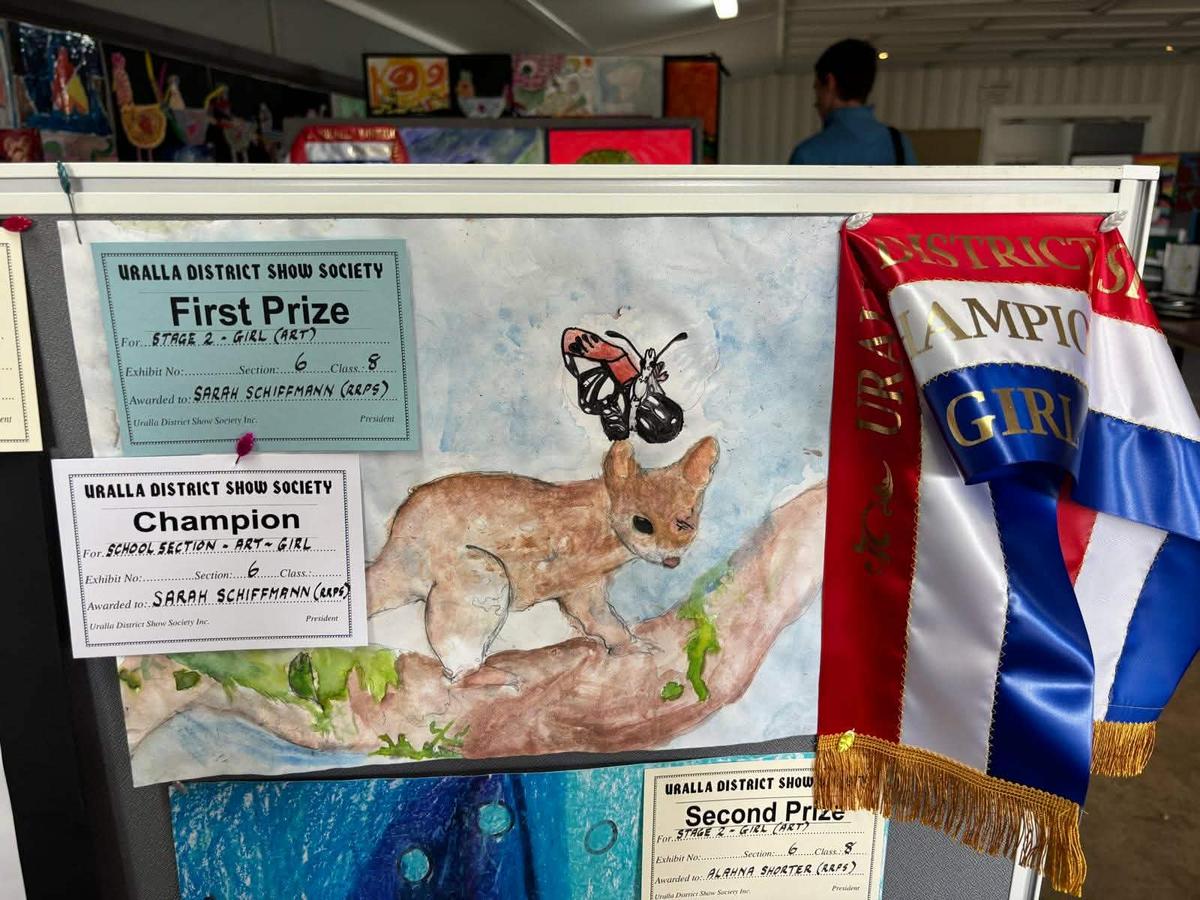 URALLA DISTRICT SHOW SOCIETY
First Prize
For STAGE 2 - GIRL (ART)
Exhibit No: Section: 6 Class: 8
Awarded to: SARAH SCHIFFMANN (RRPS)
Uralla District Show Society Inc. President
URALLA DISTRICT SHOW SOCIETY
Champion
For SCHOOL SECTION - ART - GIRL
Exhibit No: Section: 6 Class:
Awarded to: SARAH SCHIFFMANN (RRPS)
Uralla District Show Society Inc. President
DISTRICT S
HAMPIO
GIRL
URAL
URALLA DISTRICT SHOW
Second Prize
For STAGE 2 - GIRL (ART)
Exhibit No: Section: 6 Class: 8
Awarded to: ALAHNA SHORTER (RRPS)
Uralla District Show Society Inc. President